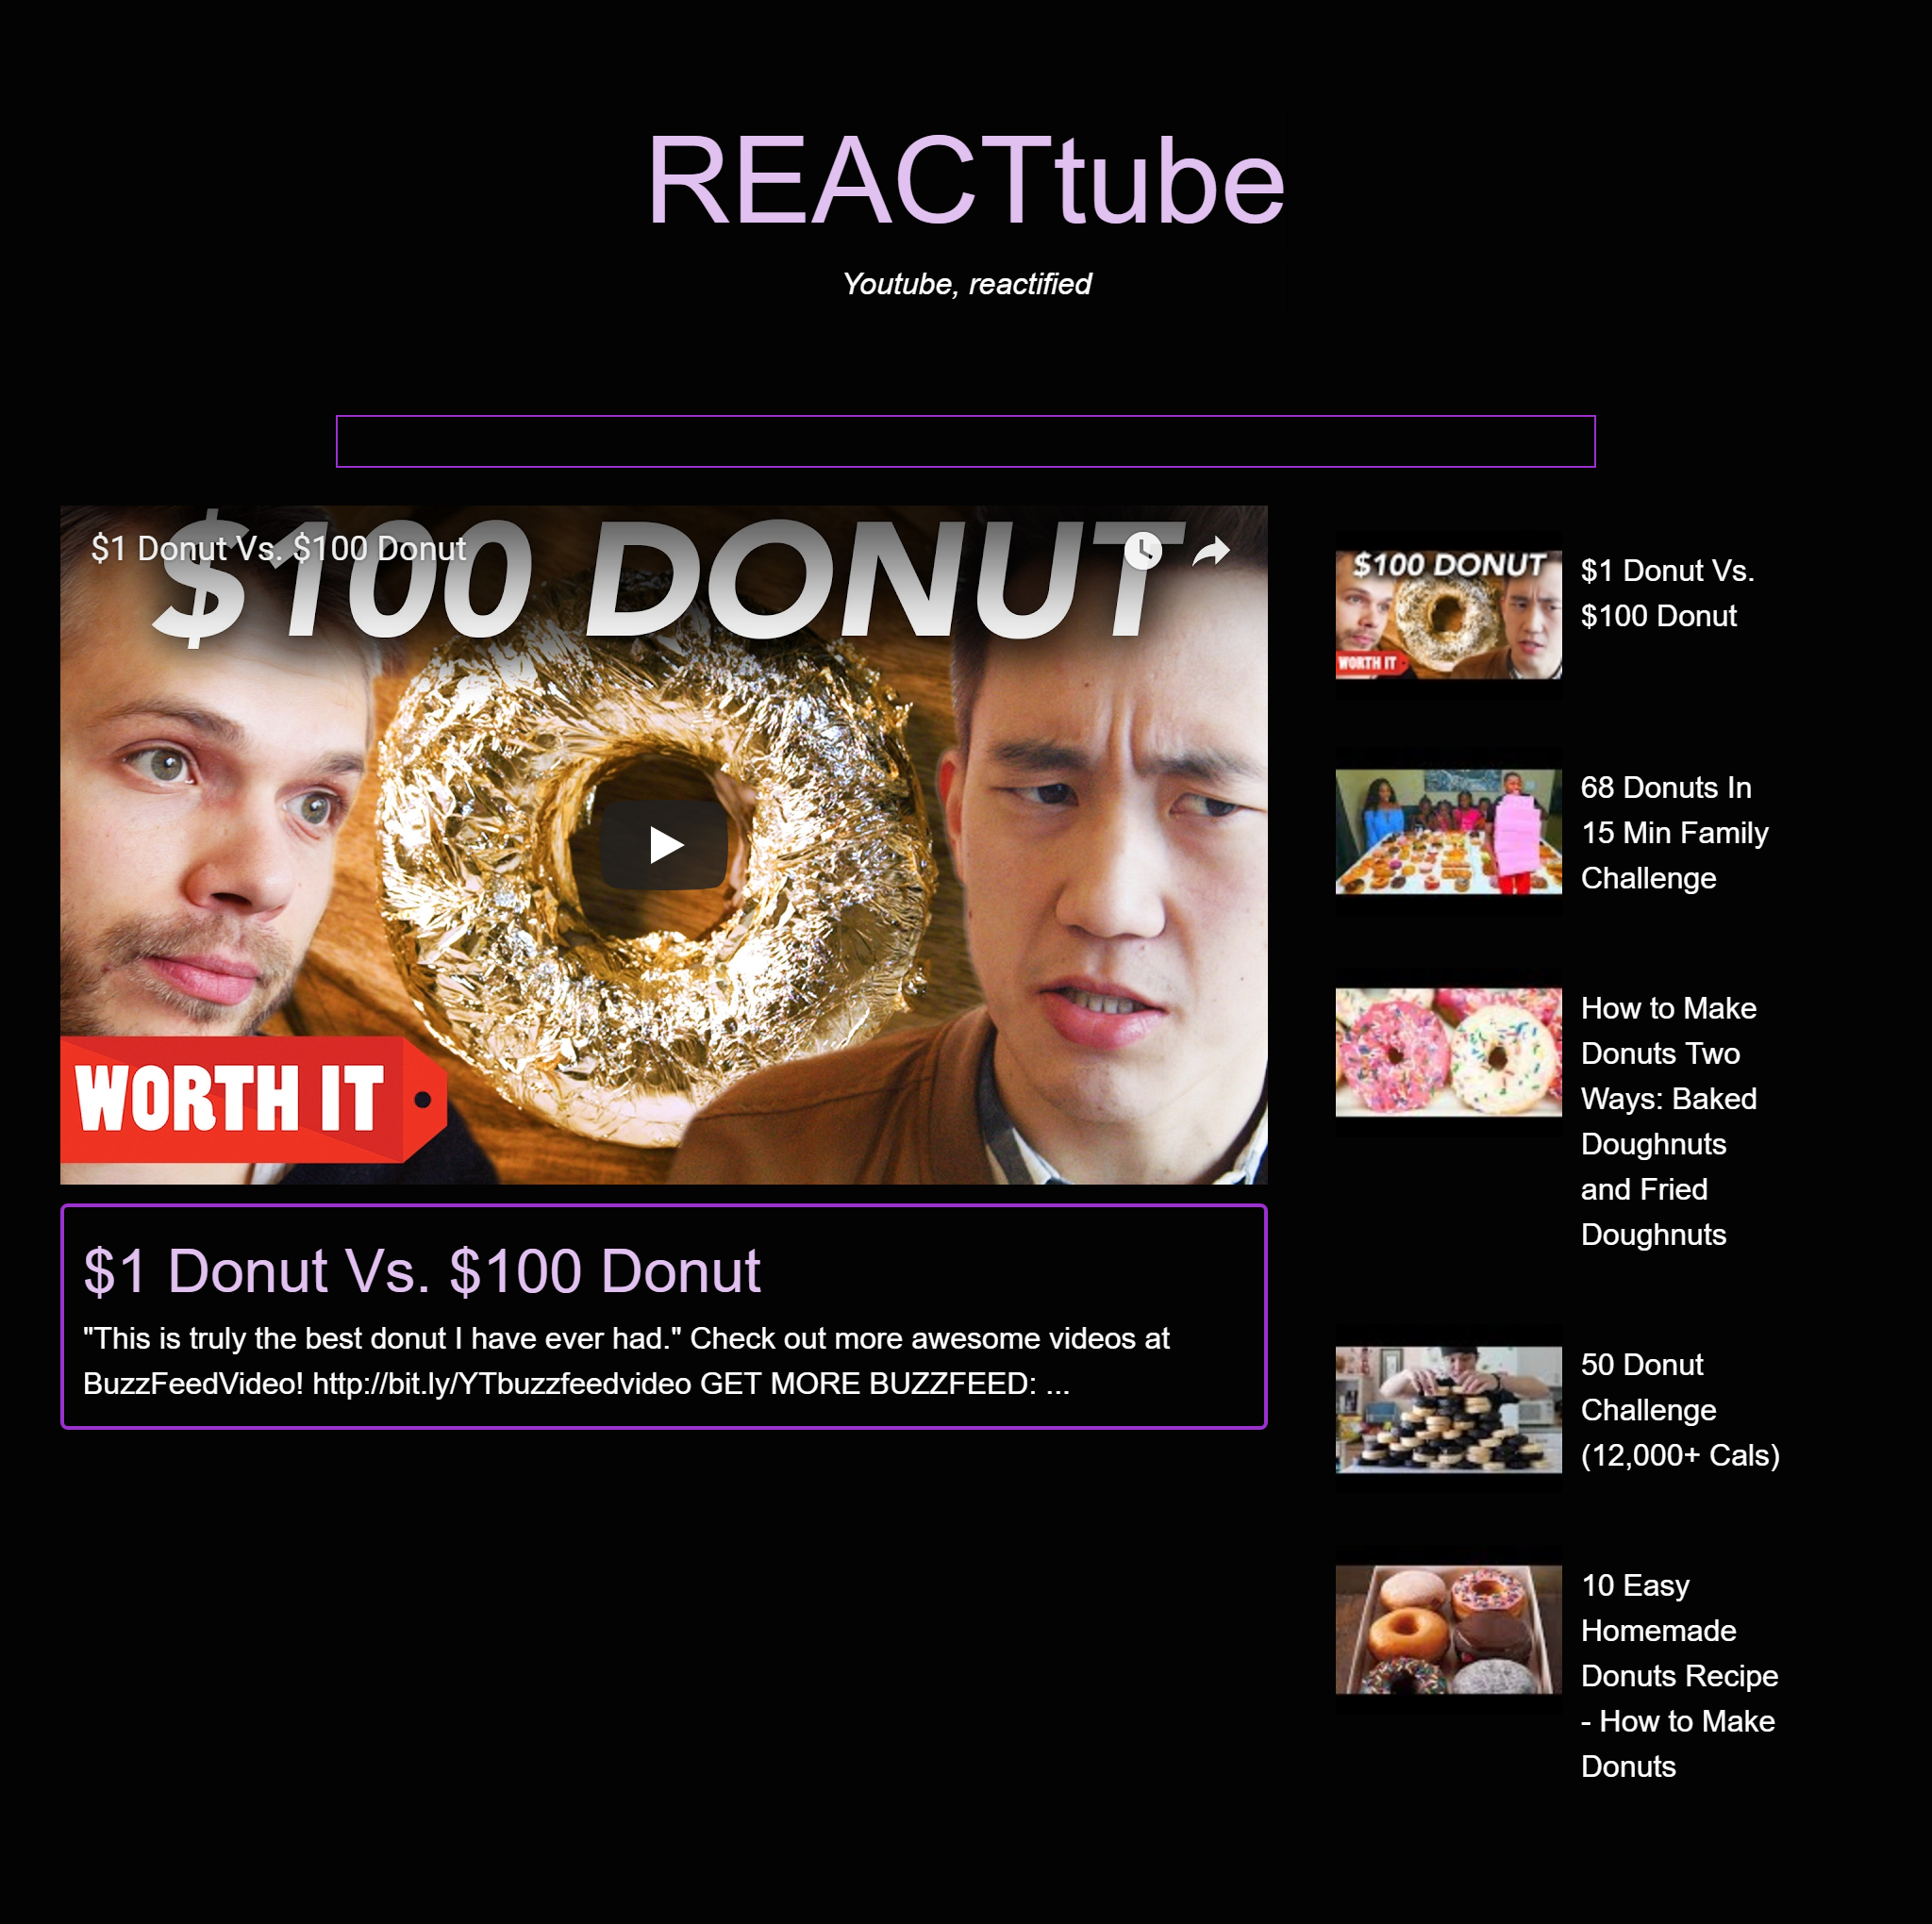 REACTtube
Youtube, reactified
$1 Donut Vs. $100 Donut
$100 DONUT
WORTH IT
$1 Donut Vs. $100 Donut
"This is truly the best donut I have ever had." Check out more awesome videos at
BuzzFeedVideo! http://bit.ly/YTbuzzfeedvideo GET MORE BUZZFEED: ...
$100 DONUT
WORTH IT
$1 Donut Vs.
$100 Donut
68 Donuts In
15 Min Family
Challenge
How to Make
Donuts Two
Ways: Baked
Doughnuts
and Fried
Doughnuts
50 Donut
Challenge
(12,000+ Cals)
10 Easy
Homemade
Donuts Recipe
- How to Make
Donuts